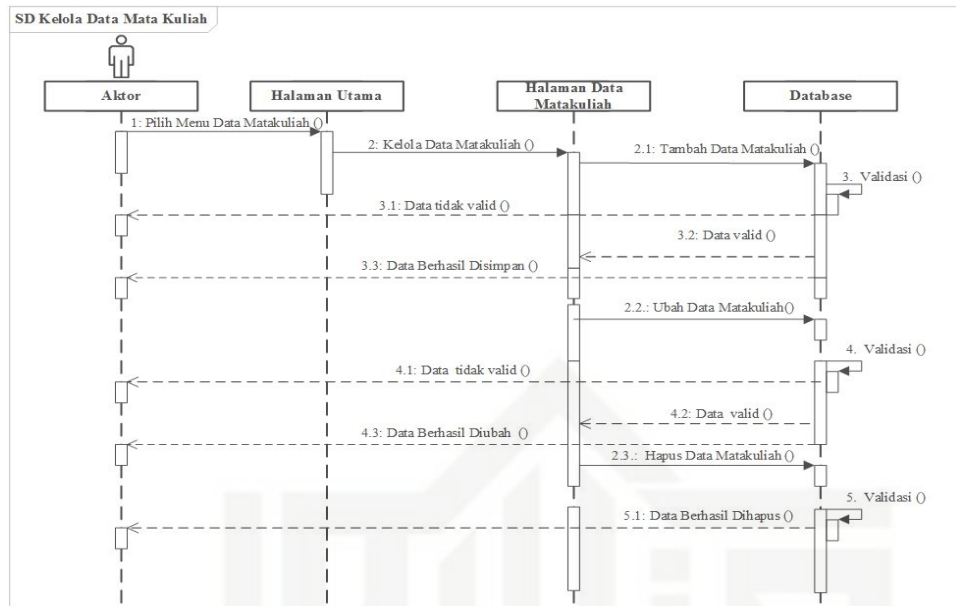 SD Kelola Data Mata Kuliah
Aktor
Halaman Utama
Halaman Data
Matakuliah
Database
1: Pilih Menu Data Matakuliah ()
2: Kelola Data Matakuliah ()
2.1: Tambah Data Matakuliah ()
3. Validasi ()
3.1: Data tidak valid ()
3.2: Data valid ()
3.3: Data Berhasil Disimpan ()
2.2.: Ubah Data Matakuliah()
4. Validasi ()
4.1: Data tidak valid ()
4.2: Data valid ()
4.3: Data Berhasil Diubah ()
2.3.: Hapus Data Matakuliah ()
5. Validasi ()
5.1: Data Berhasil Dihapus ()